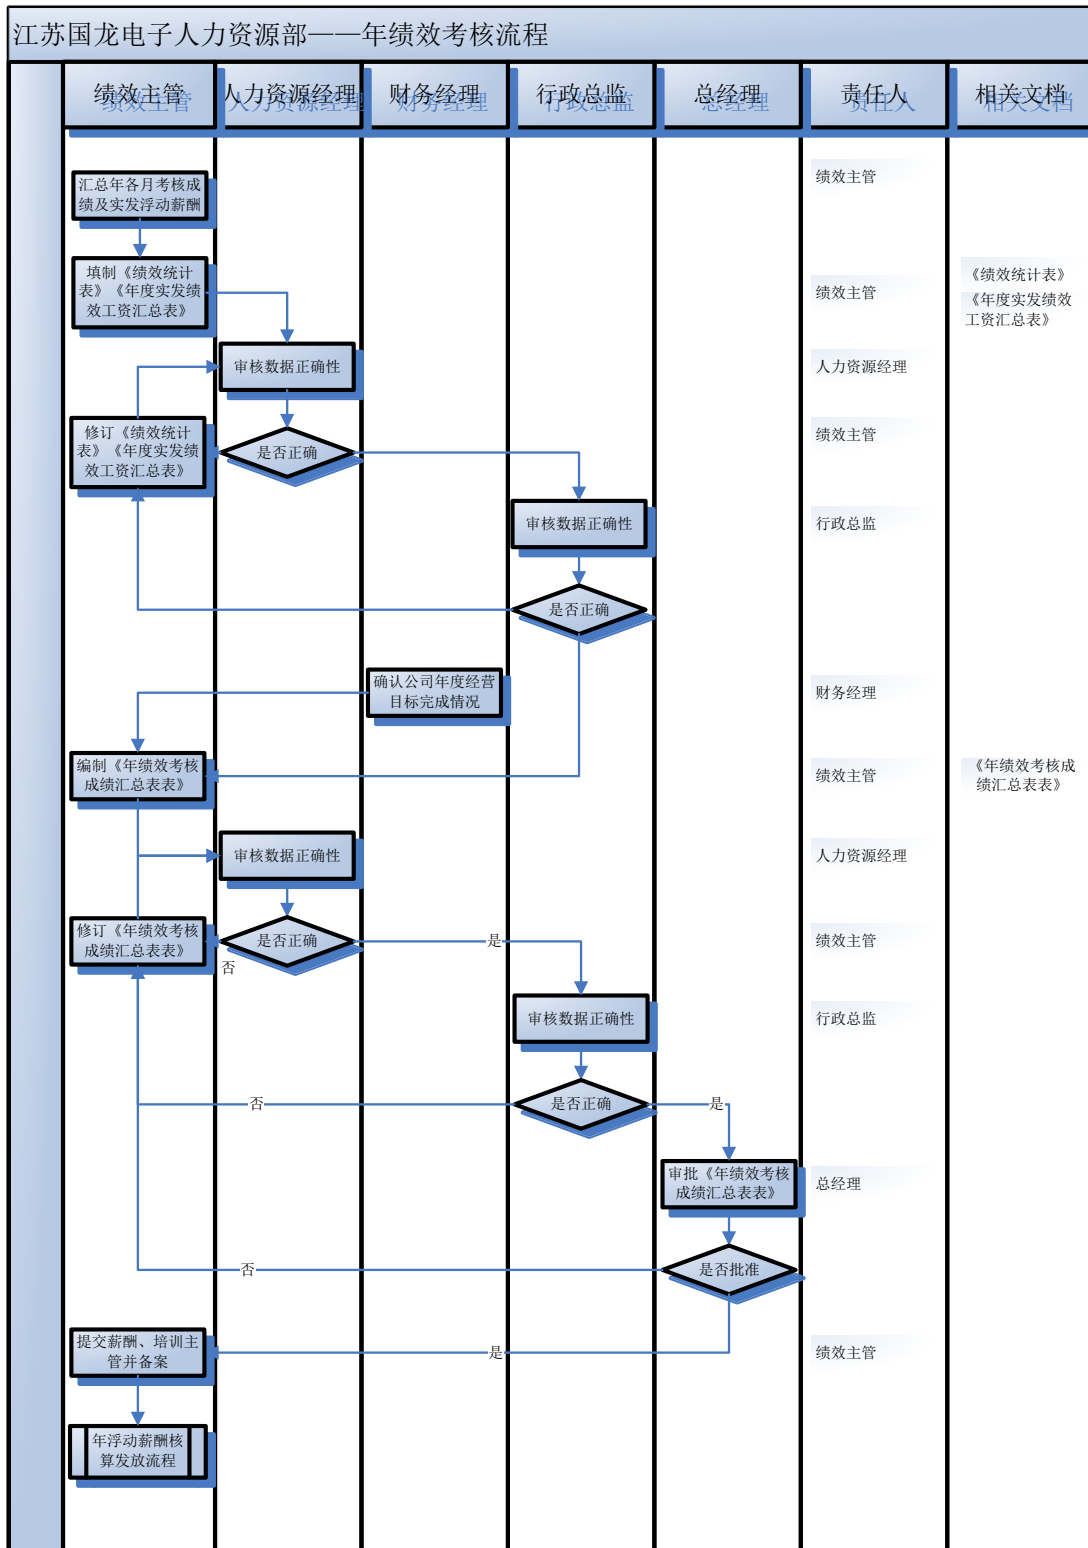 江苏国龙电子人力资源部——年绩效考核流程
绩效主管
人力资源经理
财务经理
行政总监
总经理
责任人
相关文档
汇总年各月考核成
绩及实发浮动薪酬
绩效主管
填制《绩效统计
表》《年度实发绩
效工资汇总表》
绩效主管
《绩效统计表》
《年度实发绩效
工资汇总表》
审核数据正确性
人力资源经理
修订《绩效统计
表》《年度实发绩
效工资汇总表》
是否正确
绩效主管
审核数据正确性
行政总监
是否正确
确认公司年度经营
目标完成情况
财务经理
编制《年绩效考核
成绩汇总表表》
绩效主管
《年绩效考核成
绩汇总表表》
审核数据正确性
人力资源经理
修订《年绩效考核
成绩汇总表表》
否
是否正确
是
绩效主管
审核数据正确性
行政总监
否
是否正确
是
审批《年绩效考核
成绩汇总表表》
总经理
否
是否批准
提交薪酬、培训主
管并备案
是
绩效主管
年浮动薪酬核
算发放流程